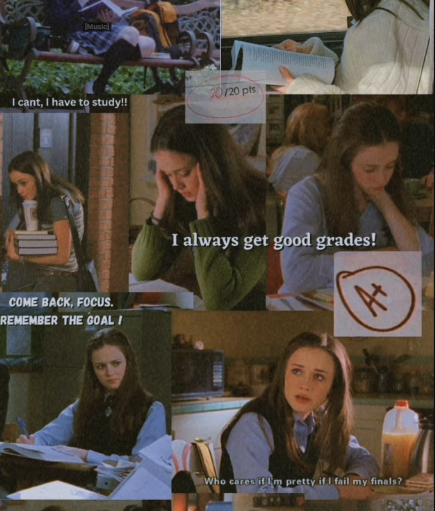 [Music]
I cant, I have to study!!
20/20 pts
I always get good grades!
A+
COME BACK, FOCUS.
REMEMBER THE GOAL !
Who cares if I'm pretty if I fail my finals?